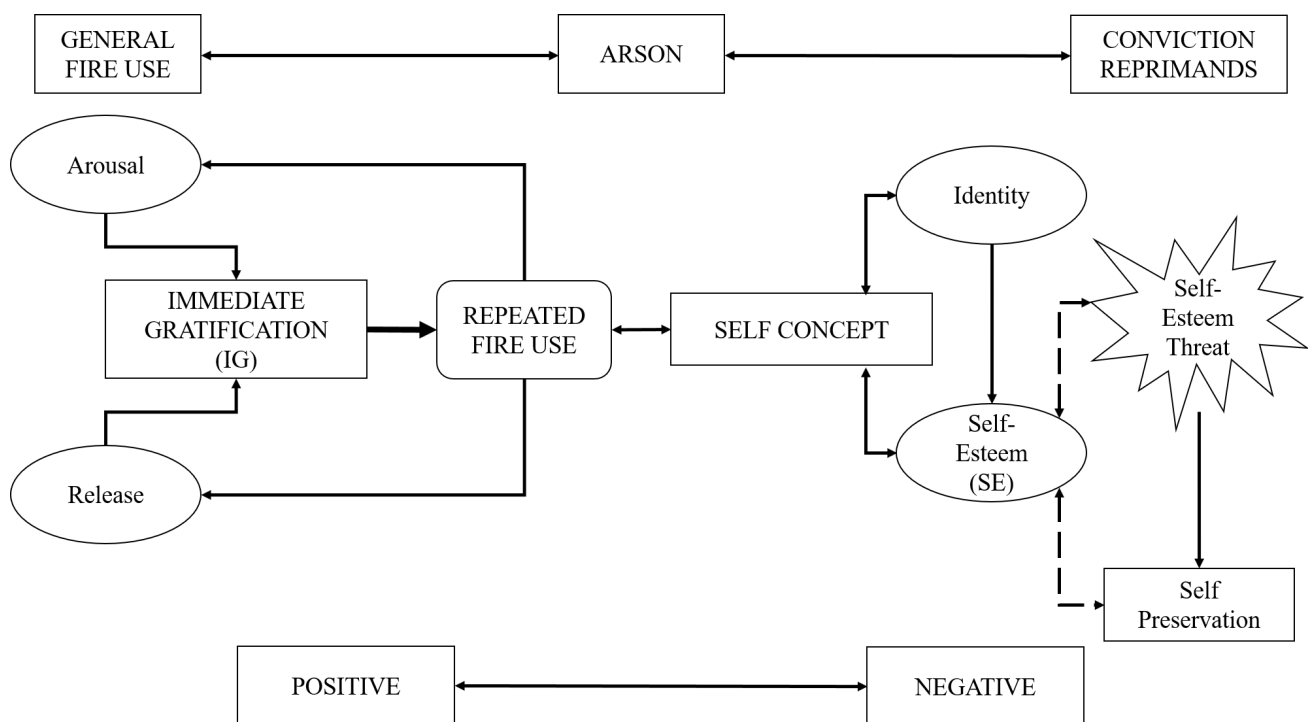 GENERAL
FIRE USE
ARSON
CONVICTION
REPRIMANDS
Arousal
Identity
Self-
Esteem
Threat
IMMEDIATE
GRATIFICATION
(IG)
REPEATED
FIRE USE
SELF CONCEPT
Self-
Esteem
(SE)
Release
Self
Preservation
POSITIVE
NEGATIVE